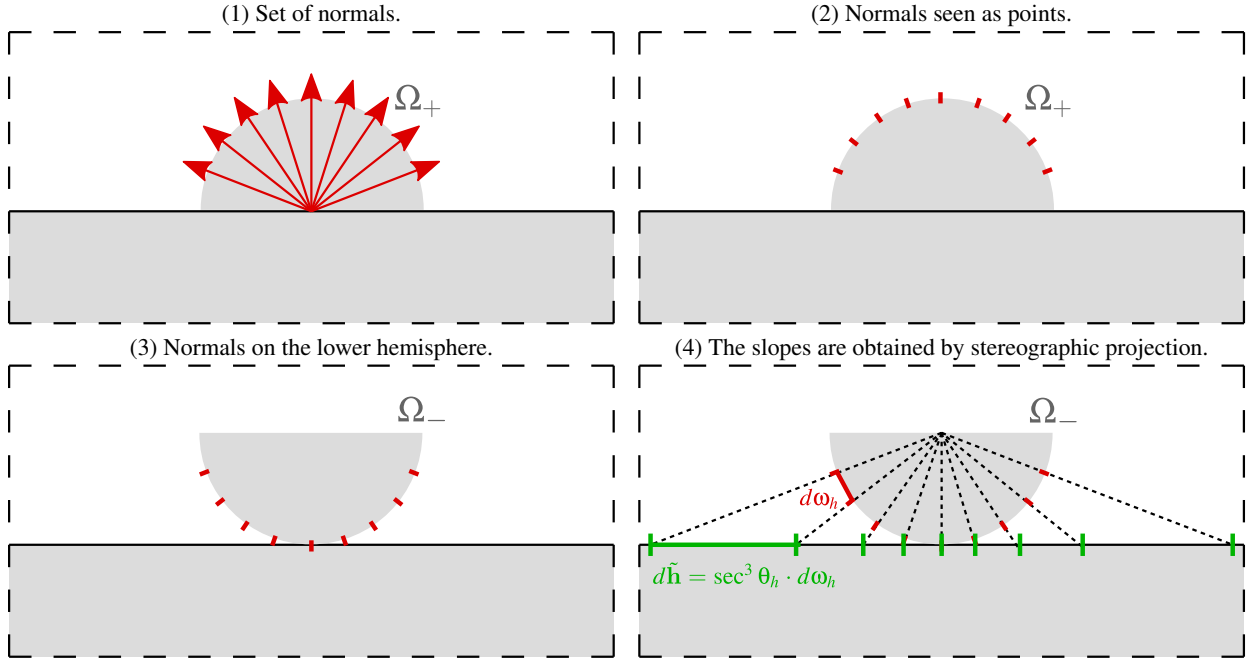 (1) Set of normals.
(2) Normals seen as points.
Ω₊
Ω₊
(3) Normals on the lower hemisphere.
(4) The slopes are obtained by stereographic projection.
Ω₋
Ω₋
dωₕ
dh̃ = sec³ θₕ · dωₕ